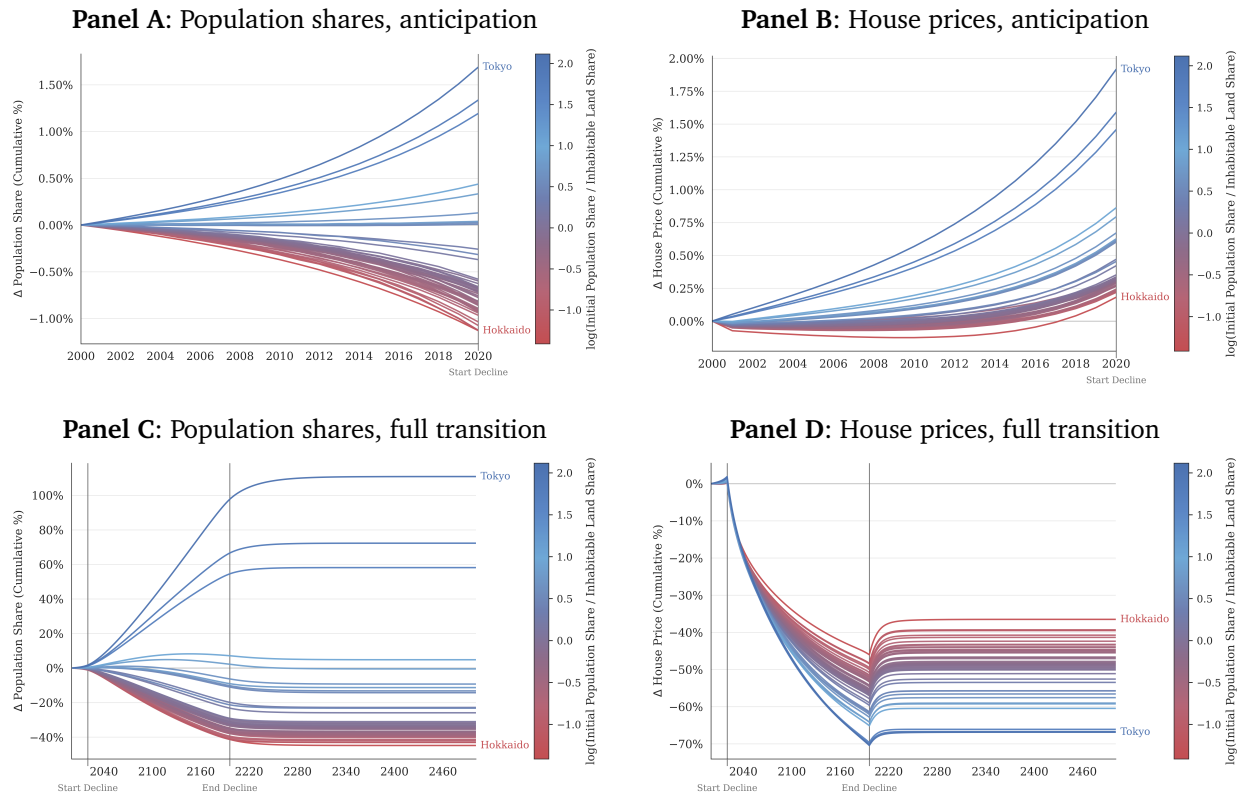 Panel A: Population shares, anticipation
Δ Population Share (Cumulative %)
1.50%
1.00%
0.50%
0.00%
−0.50%
−1.00%
2000 2002 2004 2006 2008 2010 2012 2014 2016 2018 2020
Start Decline
Tokyo
Hokkaido
2.0
1.5
1.0
0.5
0.0
−0.5
−1.0
log(Initial Population Share / Inhabitable Land Share)
Panel B: House prices, anticipation
Δ House Price (Cumulative %)
2.00%
1.75%
1.50%
1.25%
1.00%
0.75%
0.50%
0.25%
0.00%
2000 2002 2004 2006 2008 2010 2012 2014 2016 2018 2020
Start Decline
Tokyo
Hokkaido
2.0
1.5
1.0
0.5
0.0
−0.5
−1.0
log(Initial Population Share / Inhabitable Land Share)
Panel C: Population shares, full transition
Δ Population Share (Cumulative %)
100%
80%
60%
40%
20%
0%
−20%
−40%
2040 2100 2160 2220 2280 2340 2400 2460
Start Decline End Decline
Tokyo
Hokkaido
2.0
1.5
1.0
0.5
0.0
−0.5
−1.0
log(Initial Population Share / Inhabitable Land Share)
Panel D: House prices, full transition
Δ House Price (Cumulative %)
0%
−10%
−20%
−30%
−40%
−50%
−60%
−70%
2040 2100 2160 2220 2280 2340 2400 2460
Start Decline End Decline
Hokkaido
Tokyo
2.0
1.5
1.0
0.5
0.0
−0.5
−1.0
log(Initial Population Share / Inhabitable Land Share)